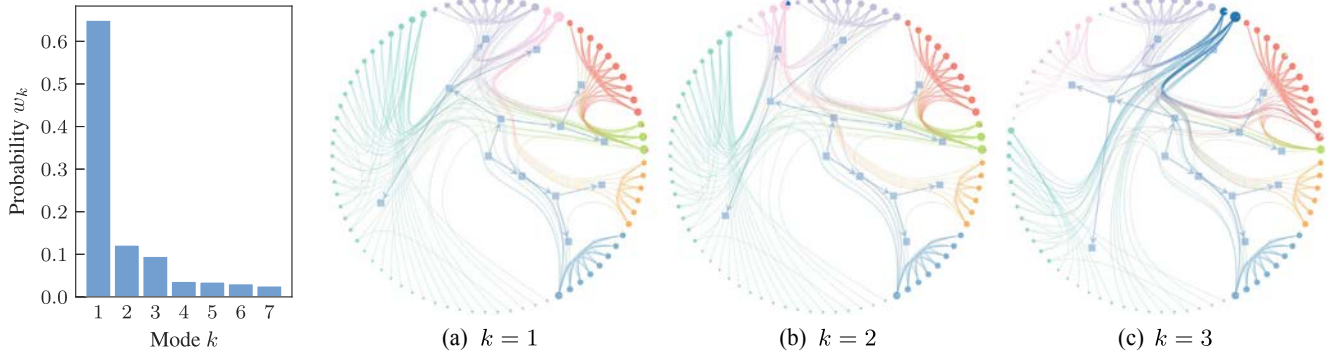 0.6
0.5
0.4
0.3
0.2
0.1
0.0
Probability w_k
1 2 3 4 5 6 7
Mode k
(a) k = 1
(b) k = 2
(c) k = 3